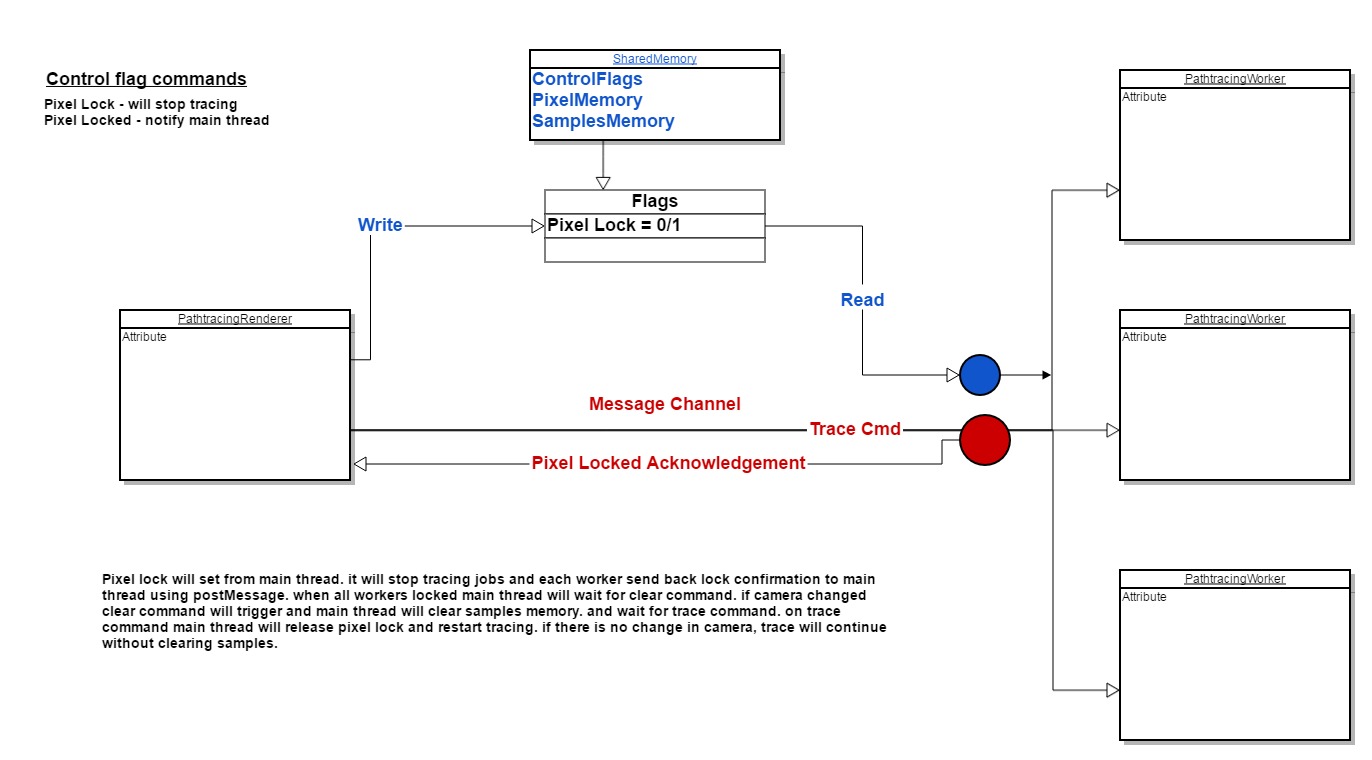 Control flag commands
Pixel Lock - will stop tracing
Pixel Locked - notify main thread
SharedMemory
ControlFlags
PixelMemory
SamplesMemory
PathtracingWorker
Attribute
Flags
Pixel Lock = 0/1
Write
Read
PathtracingRenderer
Attribute
PathtracingWorker
Attribute
Message Channel
Trace Cmd
Pixel Locked Acknowledgement
Pixel lock will set from main thread. it will stop tracing jobs and each worker send back lock confirmation to main
thread using postMessage. when all workers locked main thread will wait for clear command. if camera changed
clear command will trigger and main thread will clear samples memory. and wait for trace command. on trace
command main thread will release pixel lock and restart tracing. if there is no change in camera, trace will continue
without clearing samples.
PathtracingWorker
Attribute